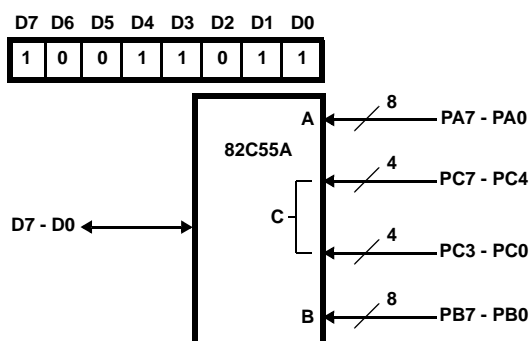 D7 D6 D5 D4 D3 D2 D1 D0
1 0 0 1 1 0 1 1
8
A
PA7 - PA0
82C55A
4
PC7 - PC4
C
D7 - D0
4
PC3 - PC0
8
B
PB7 - PB0